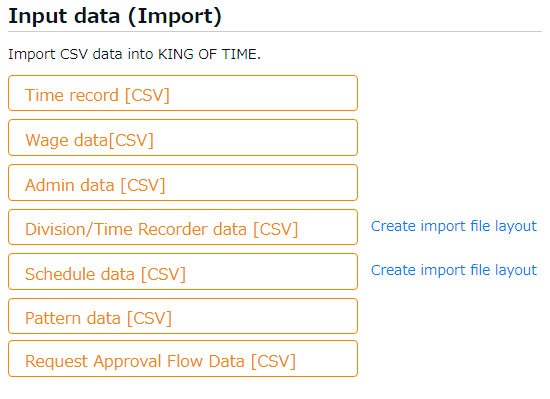 Input data (Import)
Import CSV data into KING OF TIME.
Time record [CSV]
Wage data[CSV]
Admin data [CSV]
Division/Time Recorder data [CSV]
Create import file layout
Schedule data [CSV]
Create import file layout
Pattern data [CSV]
Request Approval Flow Data [CSV]